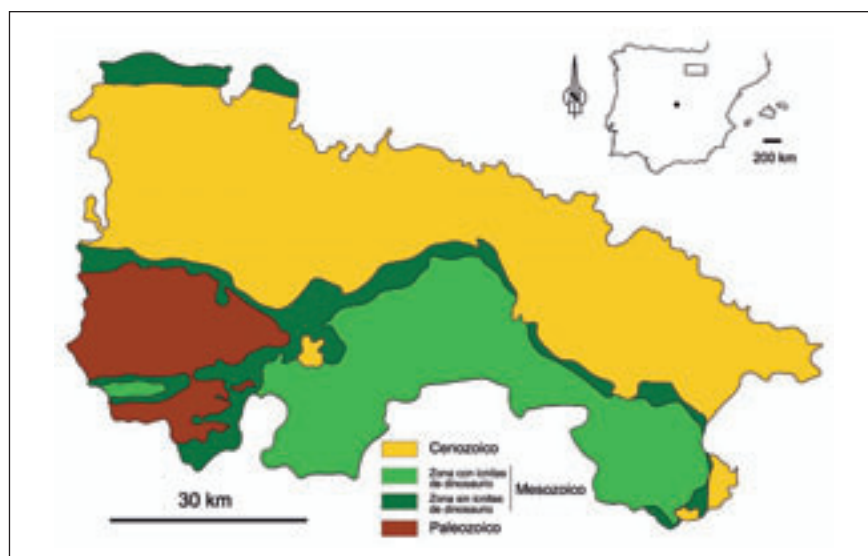 200 km
Cenozoico
Zona con icnitas
de dinosaurio
Zona sin icnitas
de dinosaurio
Mesozoico
Paleozoico
30 km